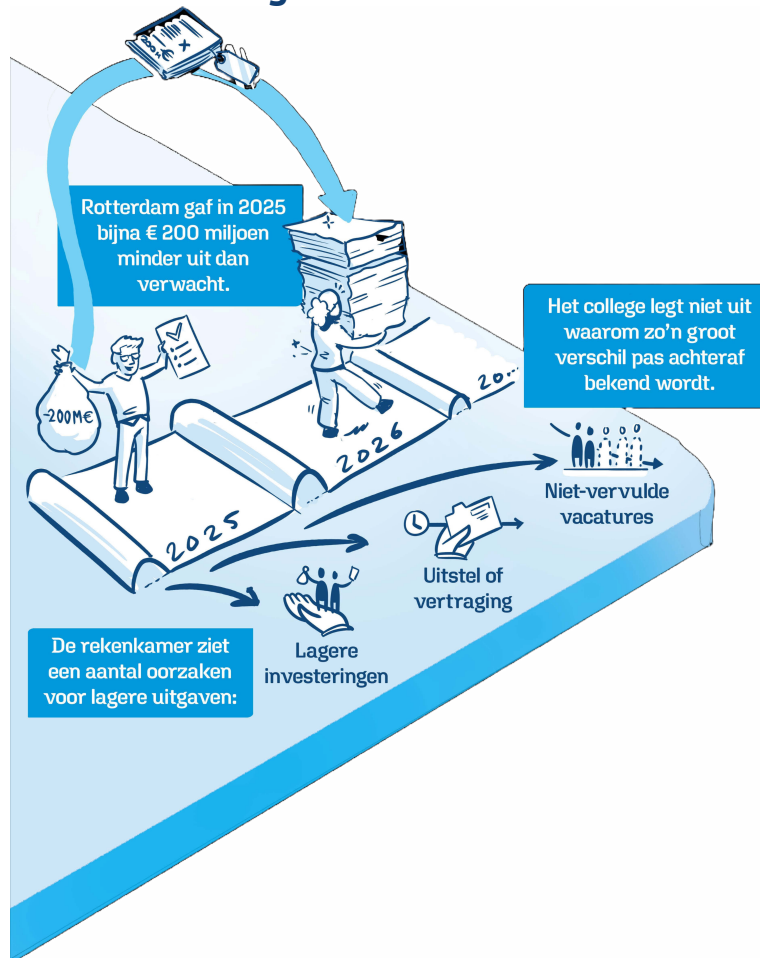 200 M€
Rotterdam gaf in 2025
bijna € 200 miljoen
minder uit dan
verwacht.
Het college legt niet uit
waarom zo’n groot
verschil pas achteraf
bekend wordt.
-200M€
20...
2026
2025
Niet-vervulde
vacatures
Uitstel of
vertraging
Lagere
investeringen
De rekenkamer ziet
een aantal oorzaken
voor lagere uitgaven: